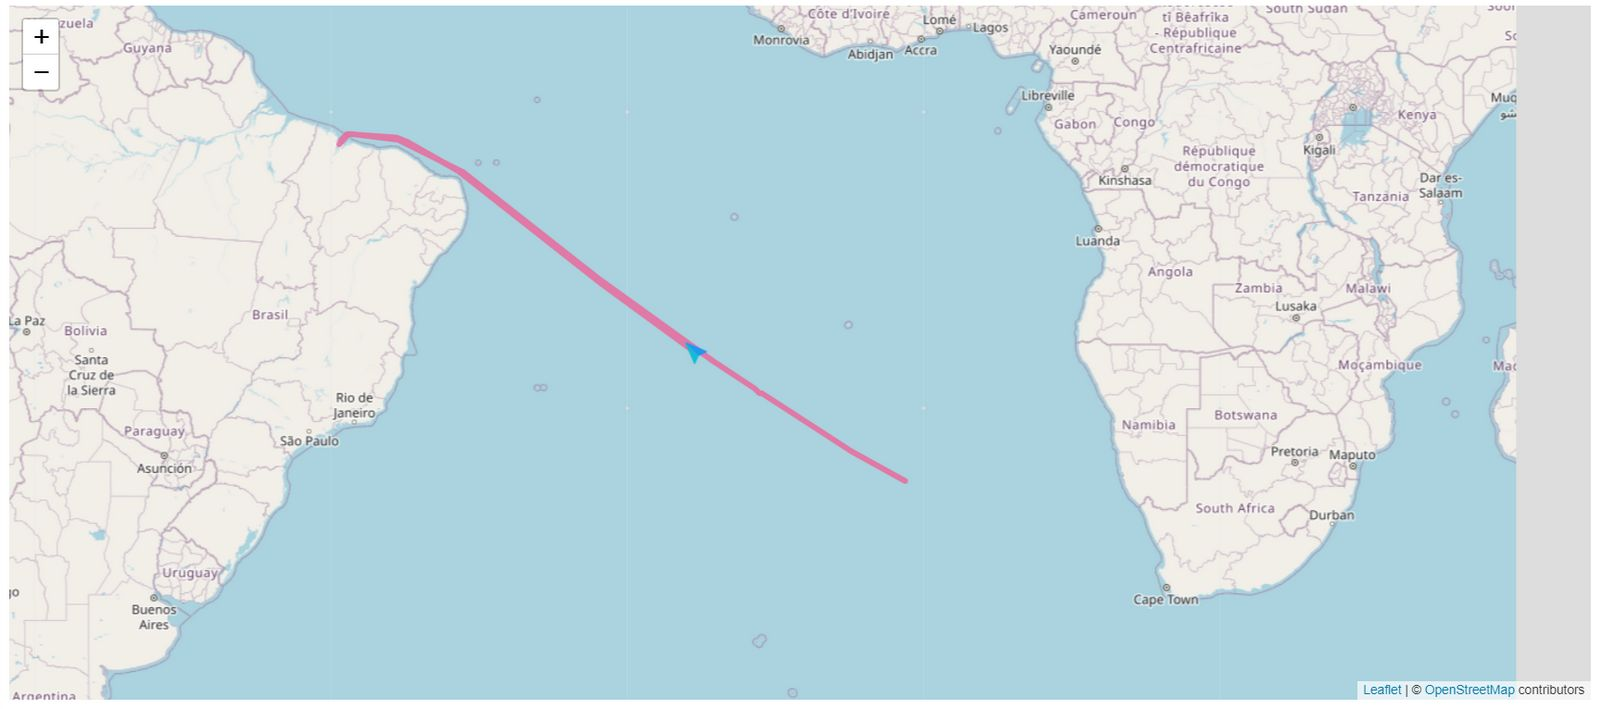 +
−
Guyana
Côte d'Ivoire
Lomé
Lagos
Monrovia
Abidjan
Accra
Cameroun
- République
Centrafricaine
South Sudan
Yaoundé
Libreville
Gabon
Congo
République
démocratique
du Congo
Kinshasa
Kigali
Kenya
Dar es-
Salaam
Tanzania
Luanda
Angola
Zambia
Lusaka
Malawi
Moçambique
La Paz
Bolivia
Santa
Cruz de
la Sierra
Brasil
Rio de
Janeiro
São Paulo
Paraguay
Asunción
Uruguay
Buenos
Aires
Argentina
Namibia
Botswana
Pretoria
Maputo
South Africa
Durban
Cape Town
Leaflet | © OpenStreetMap contributors